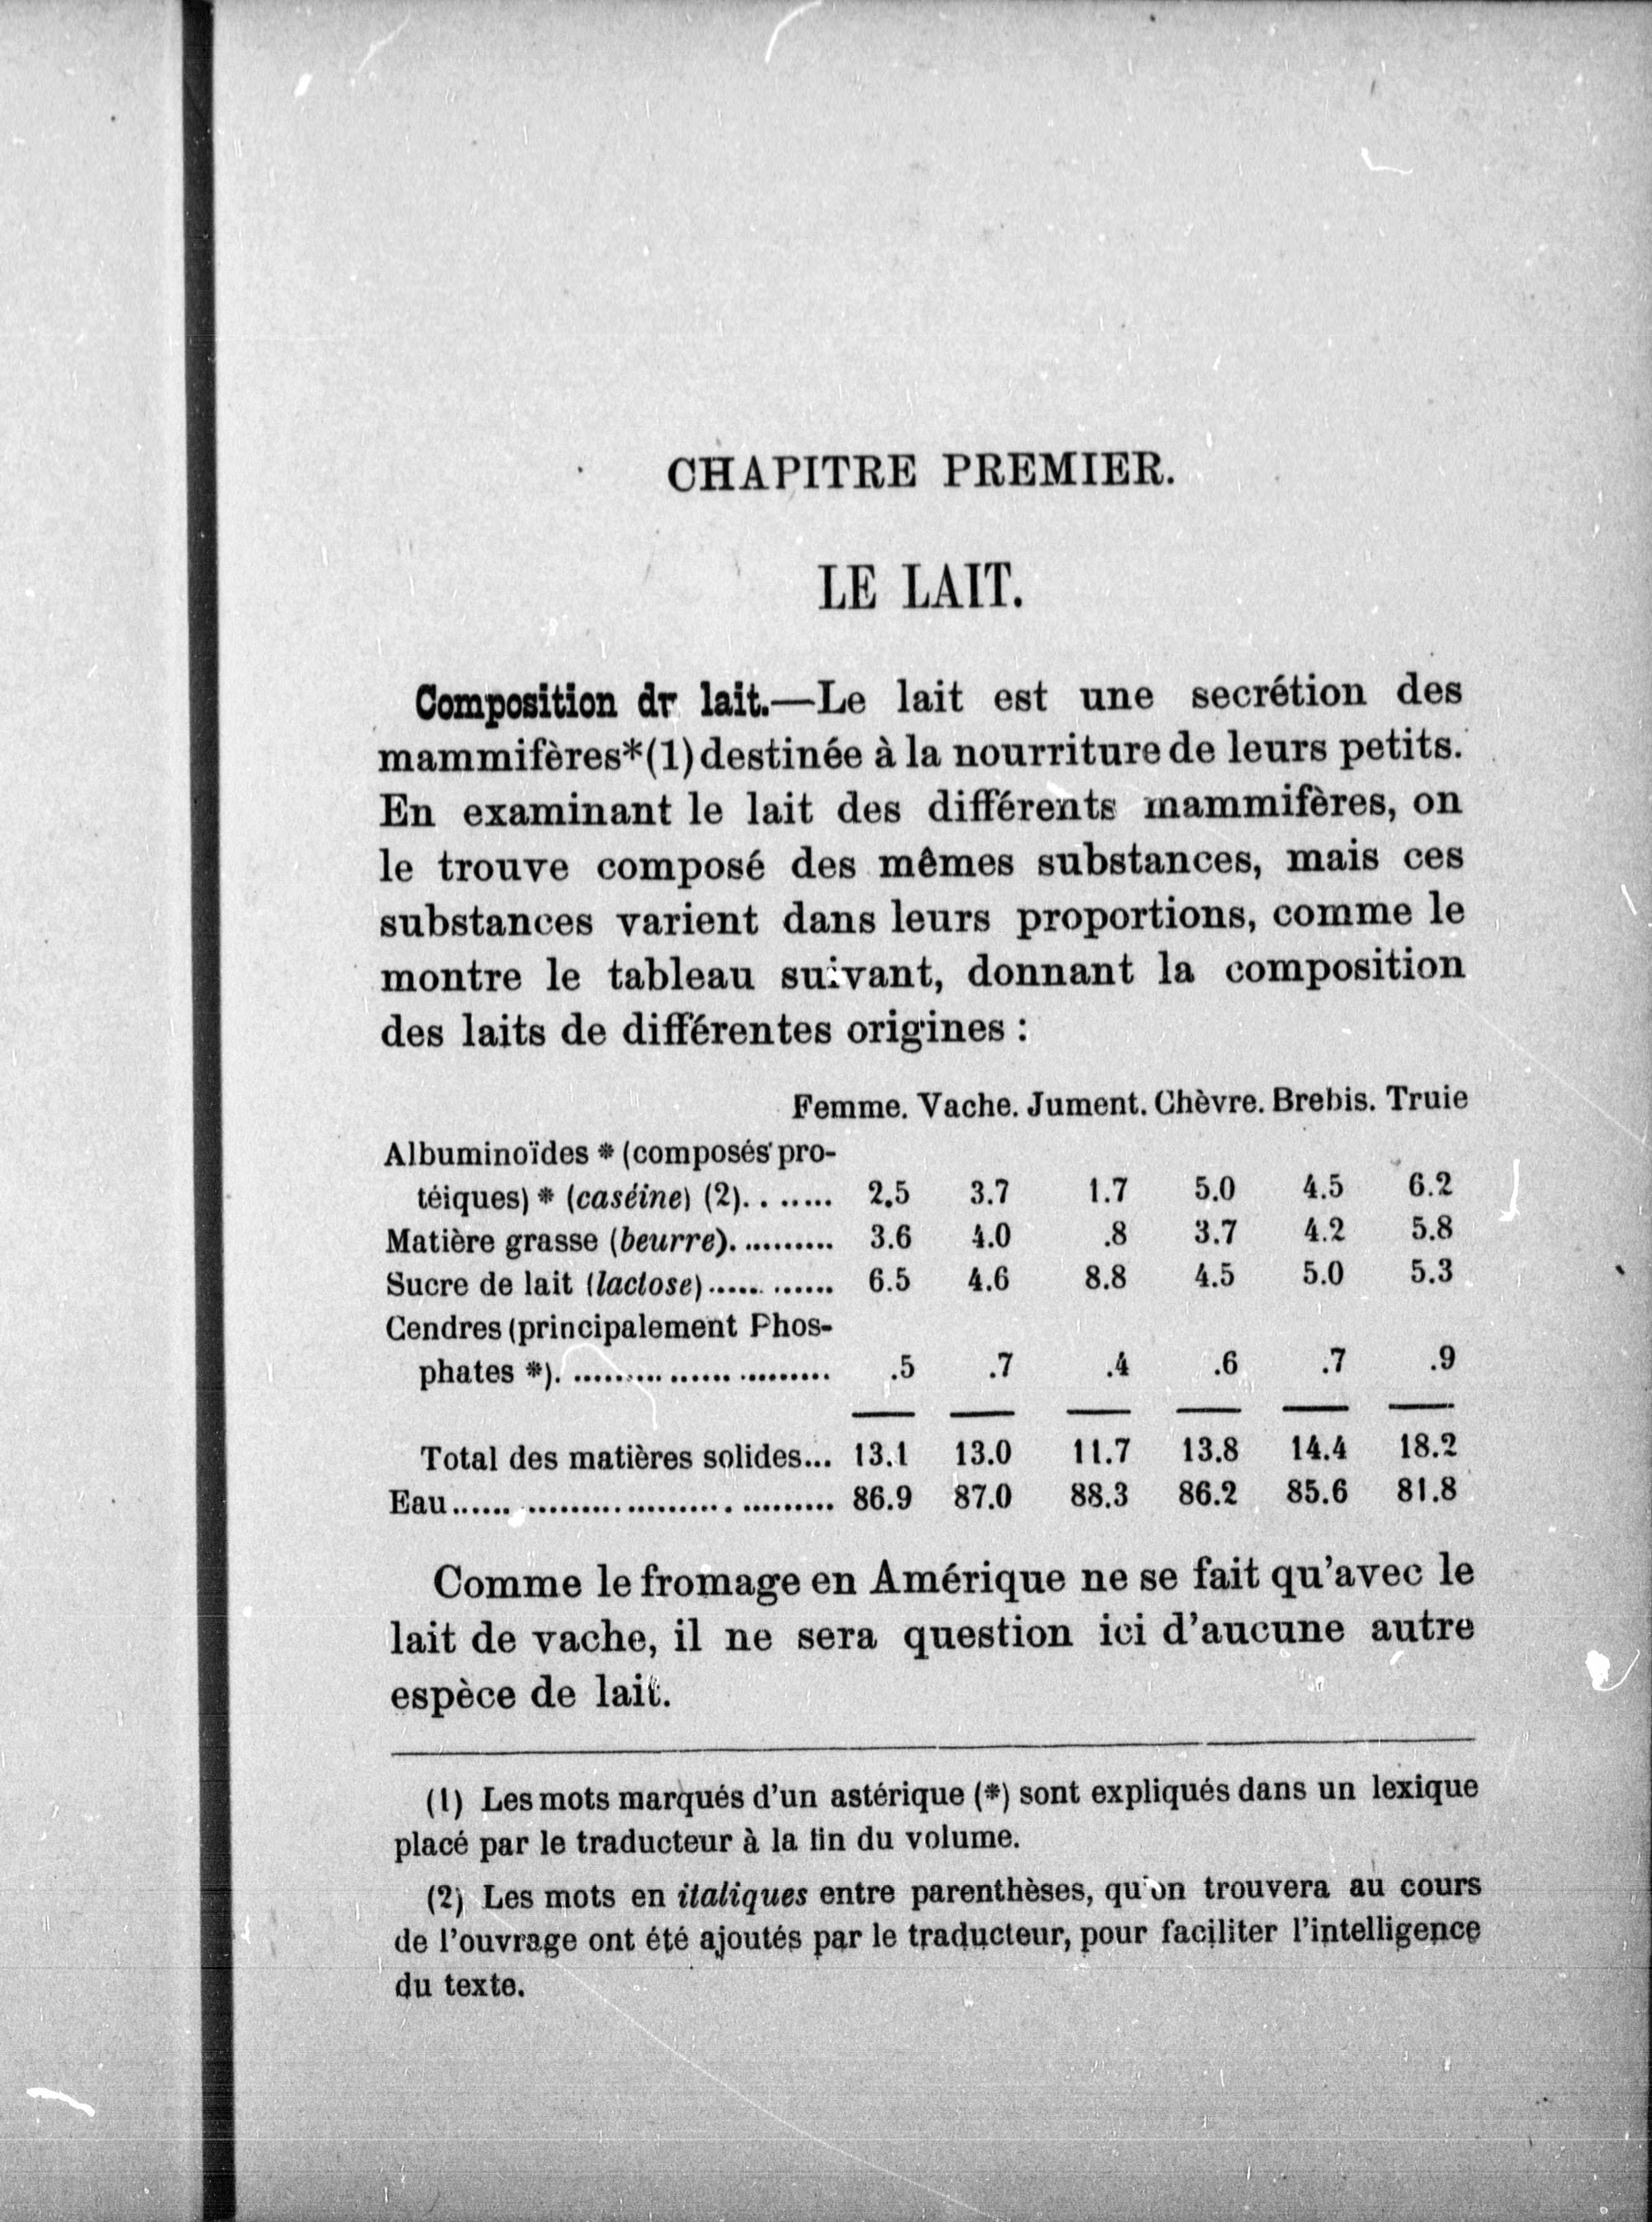 CHAPITRE PREMIER.
LE LAIT.
Composition dr lait.—Le lait est une secrétion des
mammifères*(1) destinée à la nourriture de leurs petits.
En examinant le lait des différents mammifères, on
le trouve composé des mêmes substances, mais ces
substances varient dans leurs proportions, comme le
montre le tableau suivant, donnant la composition
des laits de différentes origines :
Femme. Vache. Jument. Chèvre. Brebis. Truie
Albuminoïdes * (composés pro-
téiques) * (caséine) (2)........ 2.5 3.7 1.7 5.0 4.5 6.2
Matière grasse (beurre).......... 3.6 4.0 .8 3.7 4.2 5.8
Sucre de lait (lactose)............ 6.5 4.6 8.8 4.5 5.0 5.3
Cendres (principalement Phos-
phates *). ........................ .5 .7 .4 .6 .7 .9
Total des matières solides... 13.1 13.0 11.7 13.8 14.4 18.2
Eau.................................... 86.9 87.0 88.3 86.2 85.6 81.8
Comme le fromage en Amérique ne se fait qu'avec le
lait de vache, il ne sera question ici d'aucune autre
espèce de lait.
(1) Les mots marqués d'un astérique (*) sont expliqués dans un lexique
placé par le traducteur à la fin du volume.
(2) Les mots en italiques entre parenthèses, qu'on trouvera au cours
de l'ouvrage ont été ajoutés par le traducteur, pour faciliter l'intelligence
du texte.